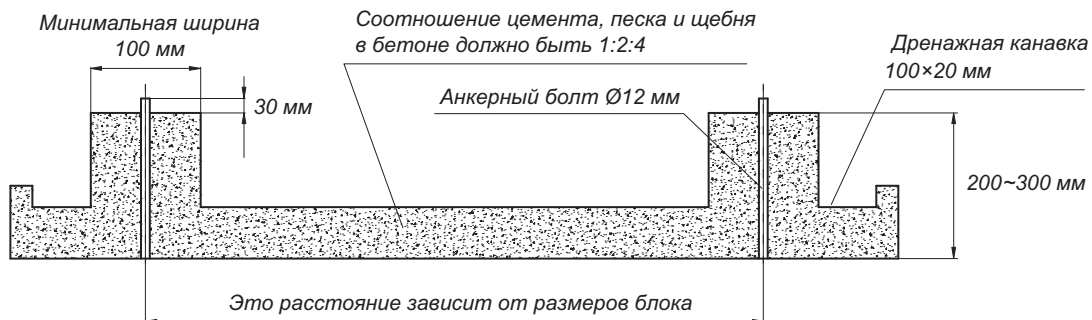 Минимальная ширина
100 мм
Соотношение цемента, песка и щебня
в бетоне должно быть 1:2:4
Дренажная канавка
100×20 мм
30 мм
Анкерный болт Ø12 мм
200~300 мм
Это расстояние зависит от размеров блока